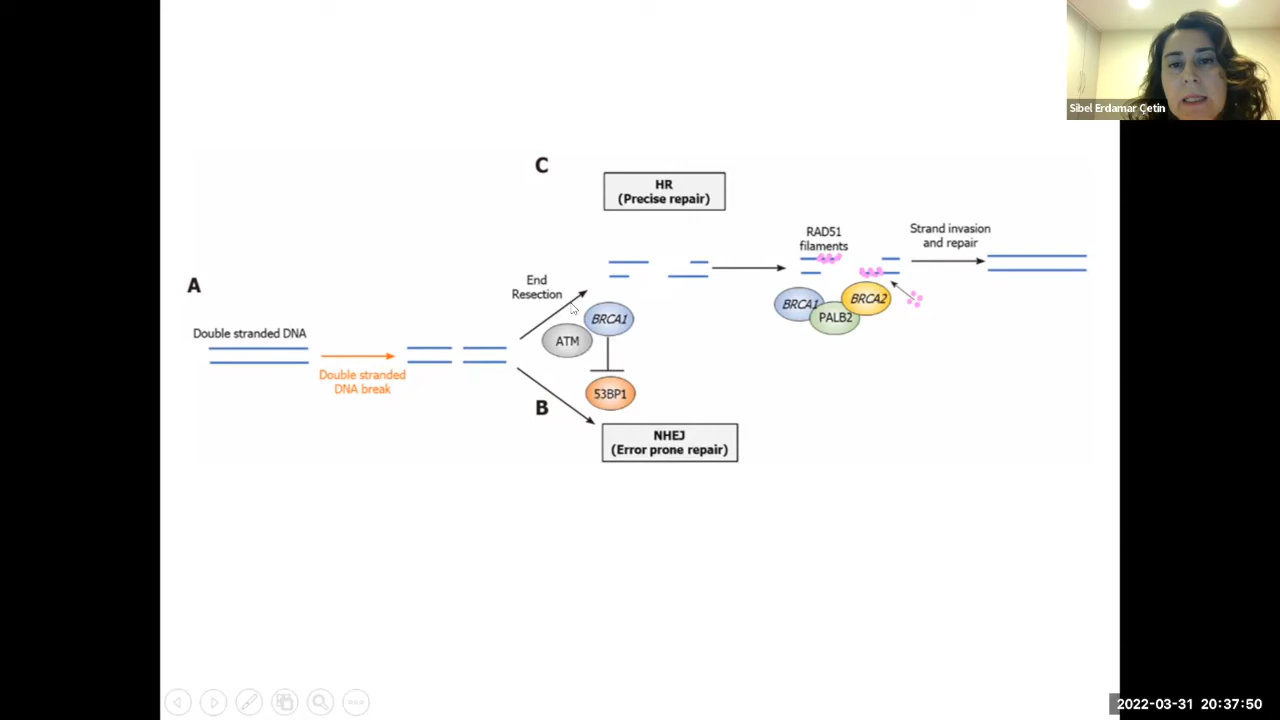 Sibel Erdamar Çetin
C
HR
(Precise repair)
RAD51
filaments
Strand invasion
and repair
A
End
Resection
BRCA1
BRCA2
BRCA1
PALB2
Double stranded DNA
ATM
Double stranded
DNA break
53BP1
B
NHEJ
(Error prone repair)
2022-03-31 20:37:50